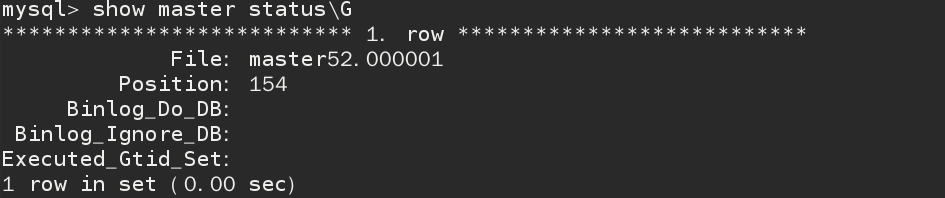 mysql> show master status\G
*************************** 1. row ***************************
File: master52.000001
Position: 154
Binlog_Do_DB:
Binlog_Ignore_DB:
Executed_Gtid_Set:
1 row in set (0.00 sec)